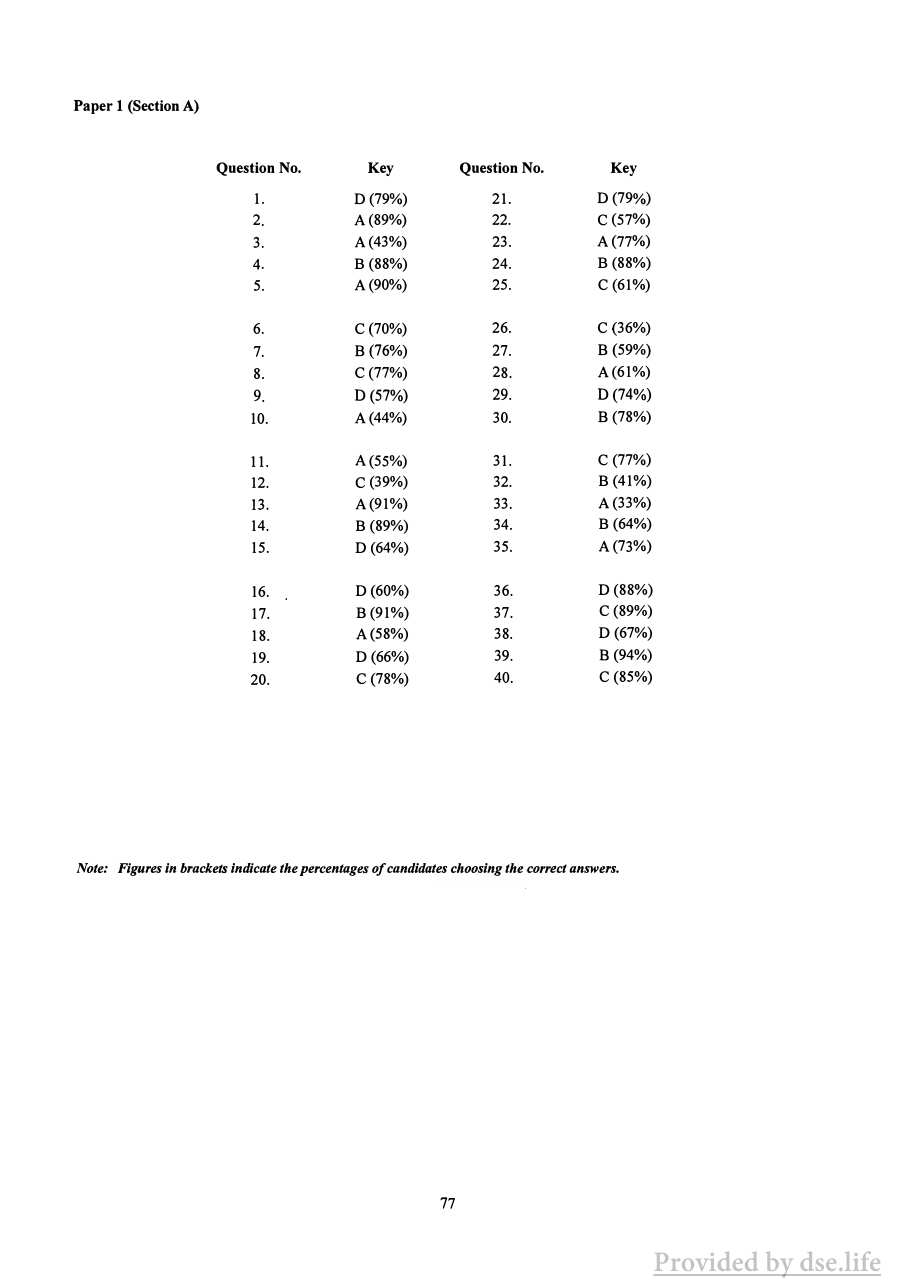 Paper 1 (Section A)
Question No. Key Question No. Key
1. D (79%) 21. D (79%)
2. A (89%) 22. C (57%)
3. A (43%) 23. A (77%)
4. B (88%) 24. B (88%)
5. A (90%) 25. C (61%)
6. C (70%) 26. C (36%)
7. B (76%) 27. B (59%)
8. C (77%) 28. A (61%)
9. D (57%) 29. D (74%)
10. A (44%) 30. B (78%)
11. A (55%) 31. C (77%)
12. C (39%) 32. B (41%)
13. A (91%) 33. A (33%)
14. B (89%) 34. B (64%)
15. D (64%) 35. A (73%)
16. D (60%) 36. D (88%)
17. B (91%) 37. C (89%)
18. A (58%) 38. D (67%)
19. D (66%) 39. B (94%)
20. C (78%) 40. C (85%)
Note: Figures in brackets indicate the percentages of candidates choosing the correct answers.
77
Provided by dse.life